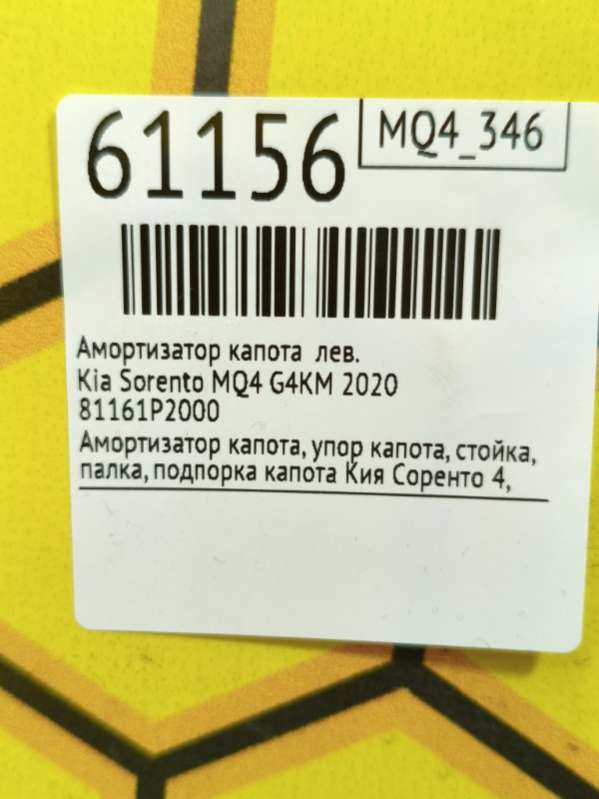 61156
MQ4_346
Амортизатор капота лев.
Kia Sorento MQ4 G4KM 2020
81161P2000
Амортизатор капота, упор капота, стойка,
палка, подпорка капота Кия Соренто 4,